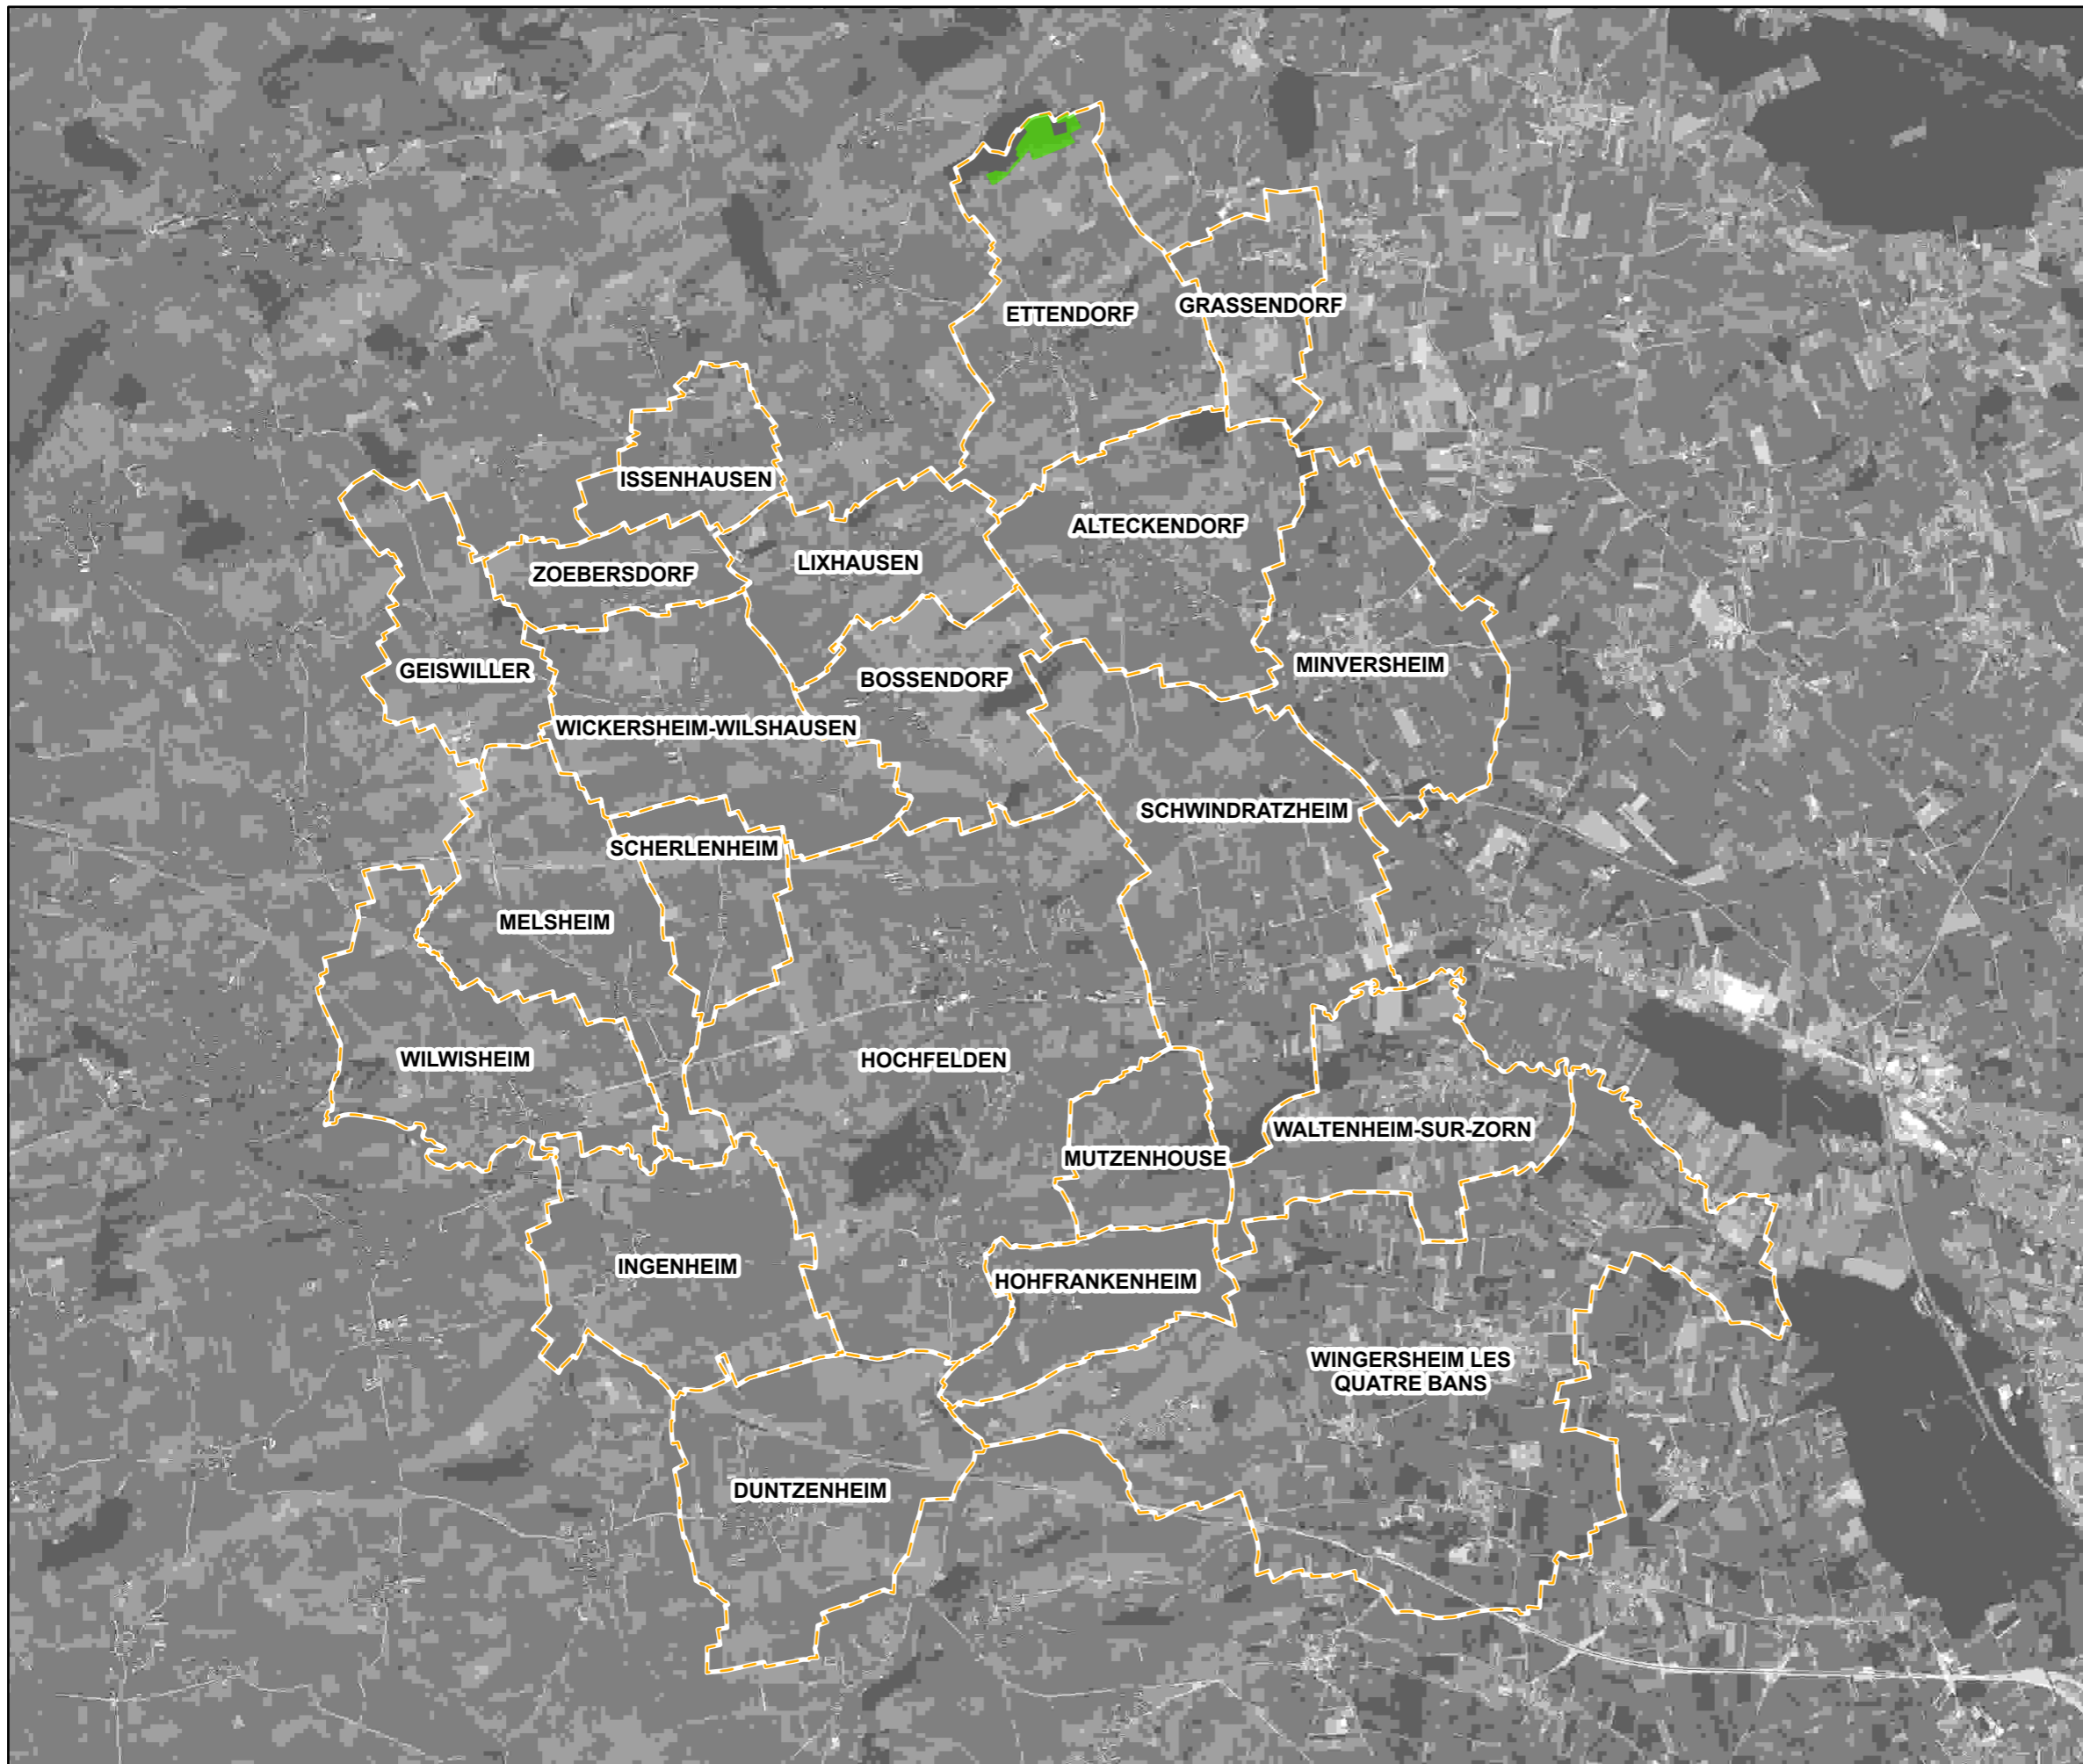 GRASSENDORF
ETTENDORF
ISSENHAUSEN
ALTECKENDORF
LIXHAUSEN
ZOEBERSDORF
MINVERSHEIM
GEISWILLER
BOSSENDORF
WICKERSHEIM-WILSHAUSEN
SCHWINDRATZHEIM
SCHERLENHEIM
MELSHEIM
WILWISHEIM
HOCHFELDEN
WALTENHEIM-SUR-ZORN
MUTZENHOUSE
INGENHEIM
HOHFRANKENHEIM
WINGERSHEIM LES
QUATRE BANS
DUNTZENHEIM